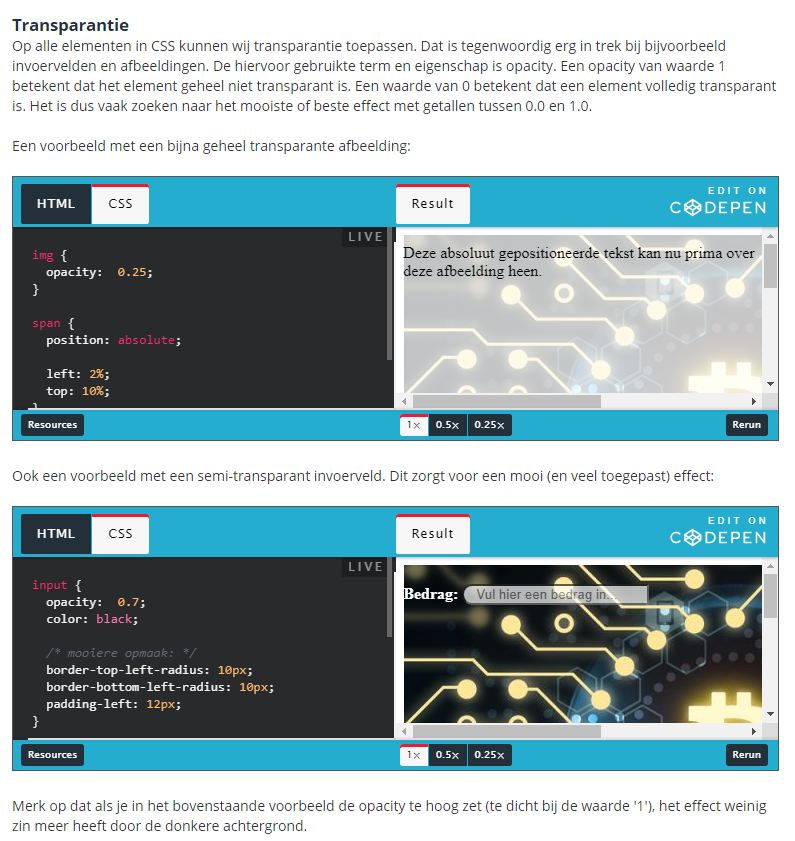 Transparantie
Op alle elementen in CSS kunnen wij transparantie toepassen. Dat is tegenwoordig erg in trek bij bijvoorbeeld
invoervelden en afbeeldingen. De hiervoor gebruikte term en eigenschap is opacity. Een opacity van waarde 1
betekent dat het element geheel niet transparant is. Een waarde van 0 betekent dat een element volledig transparant
is. Het is dus vaak zoeken naar het mooiste of beste effect met getallen tussen 0.0 en 1.0.
Een voorbeeld met een bijna geheel transparante afbeelding:
HTML CSS Result EDIT ON
CODEPEN
LIVE
img {
opacity: 0.25;
}
span {
position: absolute;
left: 2%;
top: 10%;
}
Deze absoluut gepositioneerde tekst kan nu prima over
deze afbeelding heen.
Resources 1x 0.5x 0.25x Rerun
Ook een voorbeeld met een semi-transparant invoerveld. Dit zorgt voor een mooi (en veel toegepast) effect:
HTML CSS Result EDIT ON
CODEPEN
LIVE
input {
opacity: 0.7;
color: black;
/* mooiere opmaak: */
border-top-left-radius: 10px;
border-bottom-left-radius: 10px;
padding-left: 12px;
}
Bedrag: Vul hier een bedrag in...
Resources 1x 0.5x 0.25x Rerun
Merk op dat als je in het bovenstaande voorbeeld de opacity te hoog zet (te dicht bij de waarde '1'), het effect weinig
zin meer heeft door de donkere achtergrond.